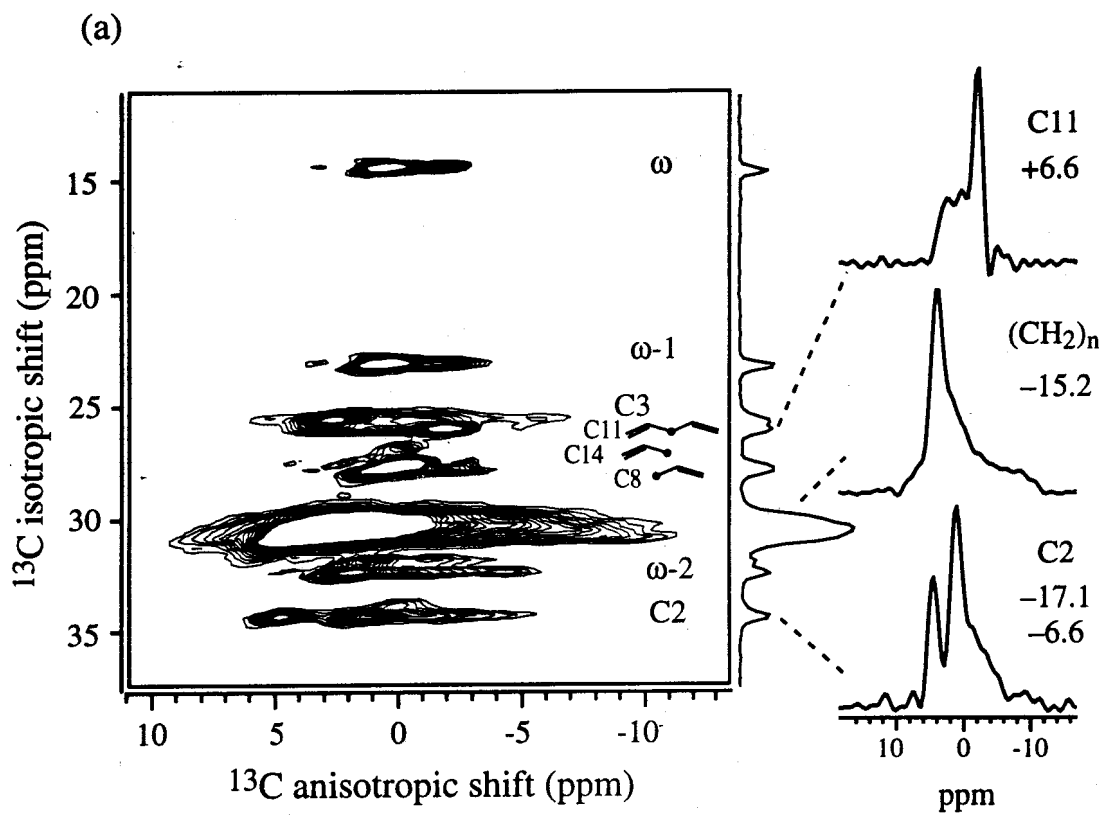 (a)
ω
15
20
ω-1
25
C3
C11
C14
C8
30
ω-2
C2
35
13C isotropic shift (ppm)
10 5 0 -5 -10
13C anisotropic shift (ppm)
C11
+6.6
(CH2)n
−15.2
C2
−17.1
−6.6
10 0 -10
ppm